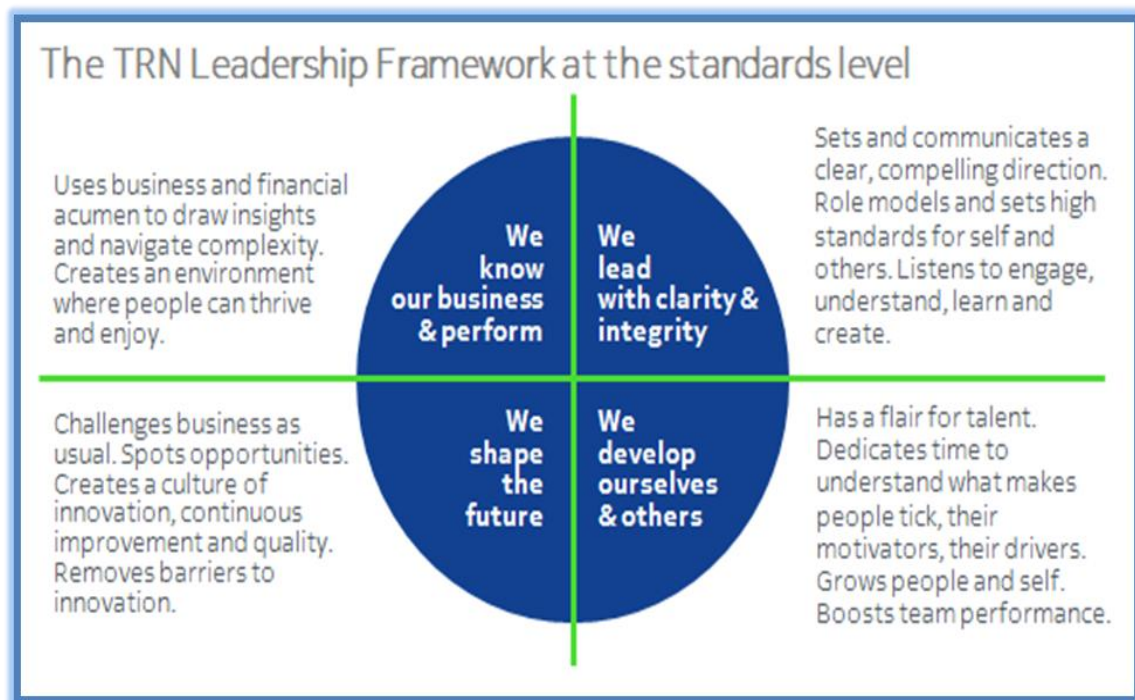 The TRN Leadership Framework at the standards level
Uses business and financial
acumen to draw insights
and navigate complexity.
Creates an environment
where people can thrive
and enjoy.
We
know
our business
& perform
We
lead
with clarity &
integrity
Sets and communicates a
clear, compelling direction.
Role models and sets high
standards for self and
others. Listens to engage,
understand, learn and
create.
Challenges business as
usual. Spots opportunities.
Creates a culture of
innovation, continuous
improvement and quality.
Removes barriers to
innovation.
We
shape
the
future
We
develop
ourselves
& others
Has a flair for talent.
Dedicates time to
understand what makes
people tick, their
motivators, their drivers.
Grows people and self.
Boosts team performance.